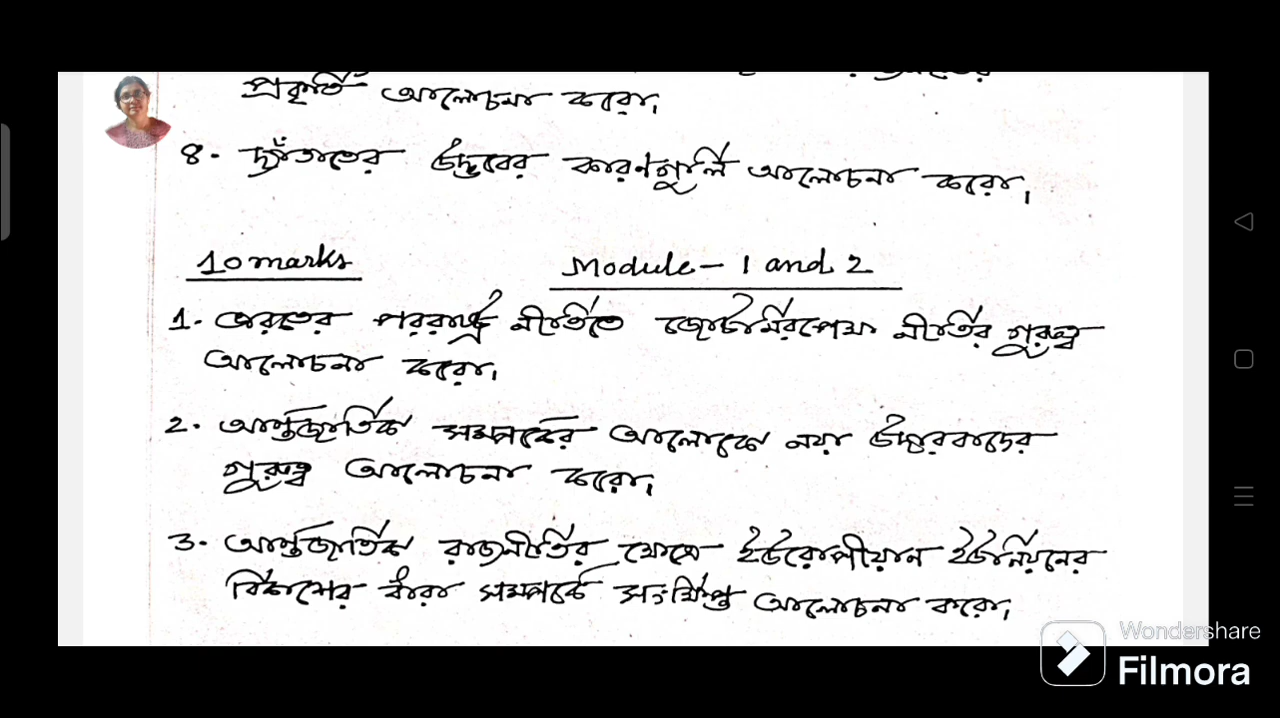 প্রকৃতি আলোচনা করো।
৪. দাঁতাতের উদ্ভবের কারণগুলি আলোচনা করো।
10 marks Module - 1 and 2
1. ভারতের পররাষ্ট্র নীতিতে জোটনিরপেক্ষ নীতির গুরুত্ব
আলোচনা করো।
2. আন্তর্জাতিক সম্পর্কের আলোকে নয়া উদারবাদের
গুরুত্ব আলোচনা করো।
3. আন্তর্জাতিক রাজনীতির ক্ষেত্রে ইউরোপীয়ান ইউনিয়নের
বিকাশের ধারা সম্পর্কে সংক্ষিপ্ত আলোচনা করো।
Wondershare
Filmora